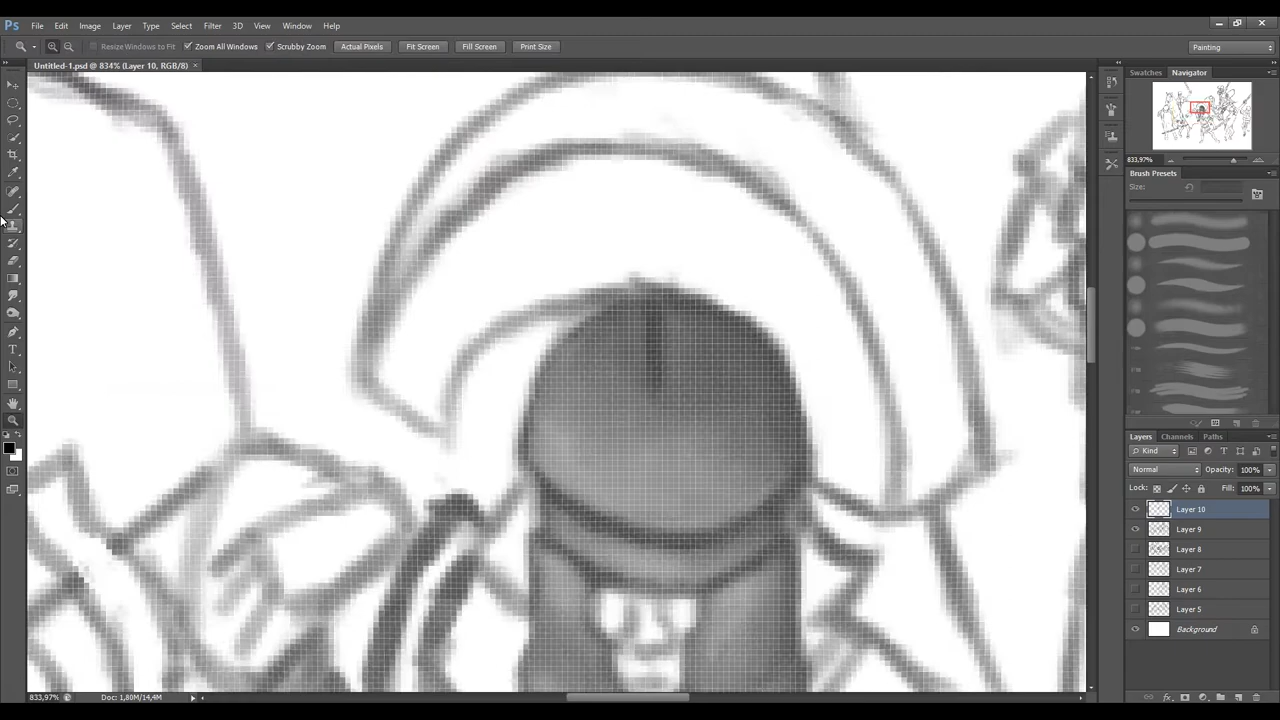 Ps File Edit Image Layer Type Select Filter 3D View Window Help
Resize Windows to Fit Zoom All Windows Scrubby Zoom Actual Pixels Fit Screen Fill Screen Print Size Painting
Untitled-1.psd @ 834% (Layer 10, RGB/8) ×
Swatches Navigator
833,97%
Brush Presets
Size:
Layers Channels Paths
Kind
Normal Opacity: 100%
Lock: Fill: 100%
Layer 10
Layer 9
Layer 8
Layer 7
Layer 6
Layer 5
Background
833,97% Doc: 1,80M/14,4M